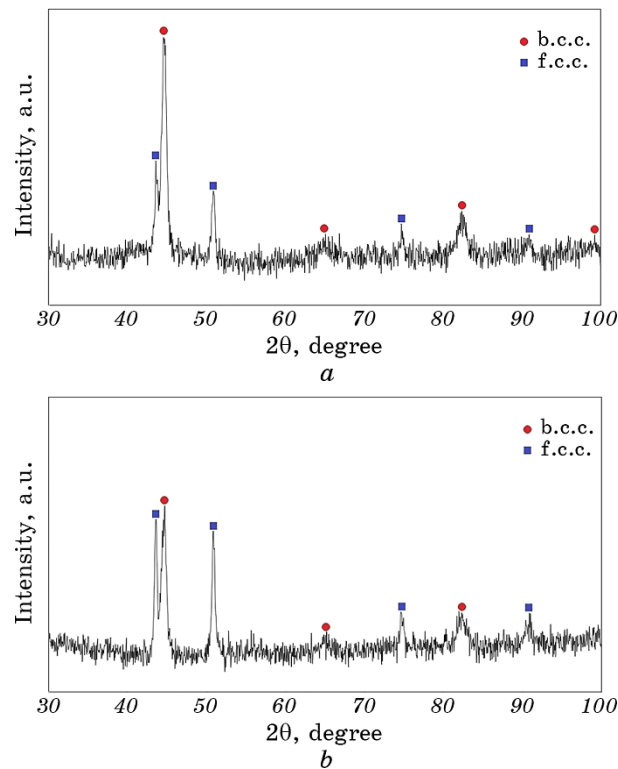 b.c.c.
f.c.c.
Intensity, a.u.
30 40 50 60 70 80 90 100
2θ, degree
a
b.c.c.
f.c.c.
Intensity, a.u.
30 40 50 60 70 80 90 100
2θ, degree
b